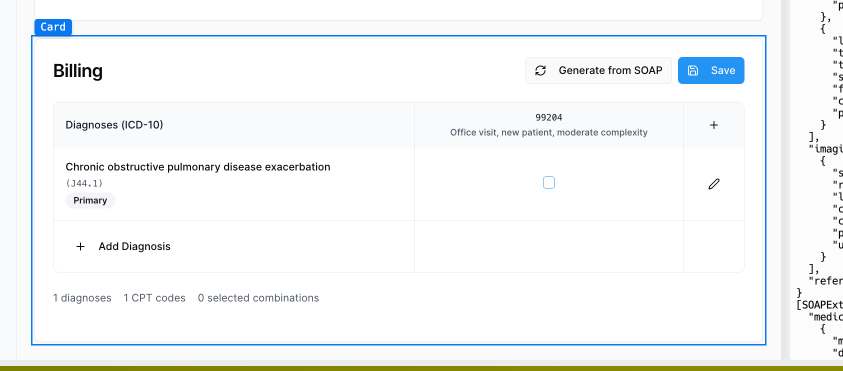 Card
Billing
Generate from SOAP
Save
Diagnoses (ICD-10)
99204
Office visit, new patient, moderate complexity
Chronic obstructive pulmonary disease exacerbation
(J44.1)
Primary
Add Diagnosis
1 diagnoses 1 CPT codes 0 selected combinations
"p
},
{
"l
"t
"t
"s
"f
"c
"p
}
],
"imagi
{
"s
"r
"l
"c
"c
"p
"u
}
],
"refer
}
[SOAPExt
"medic
{
"m
"d